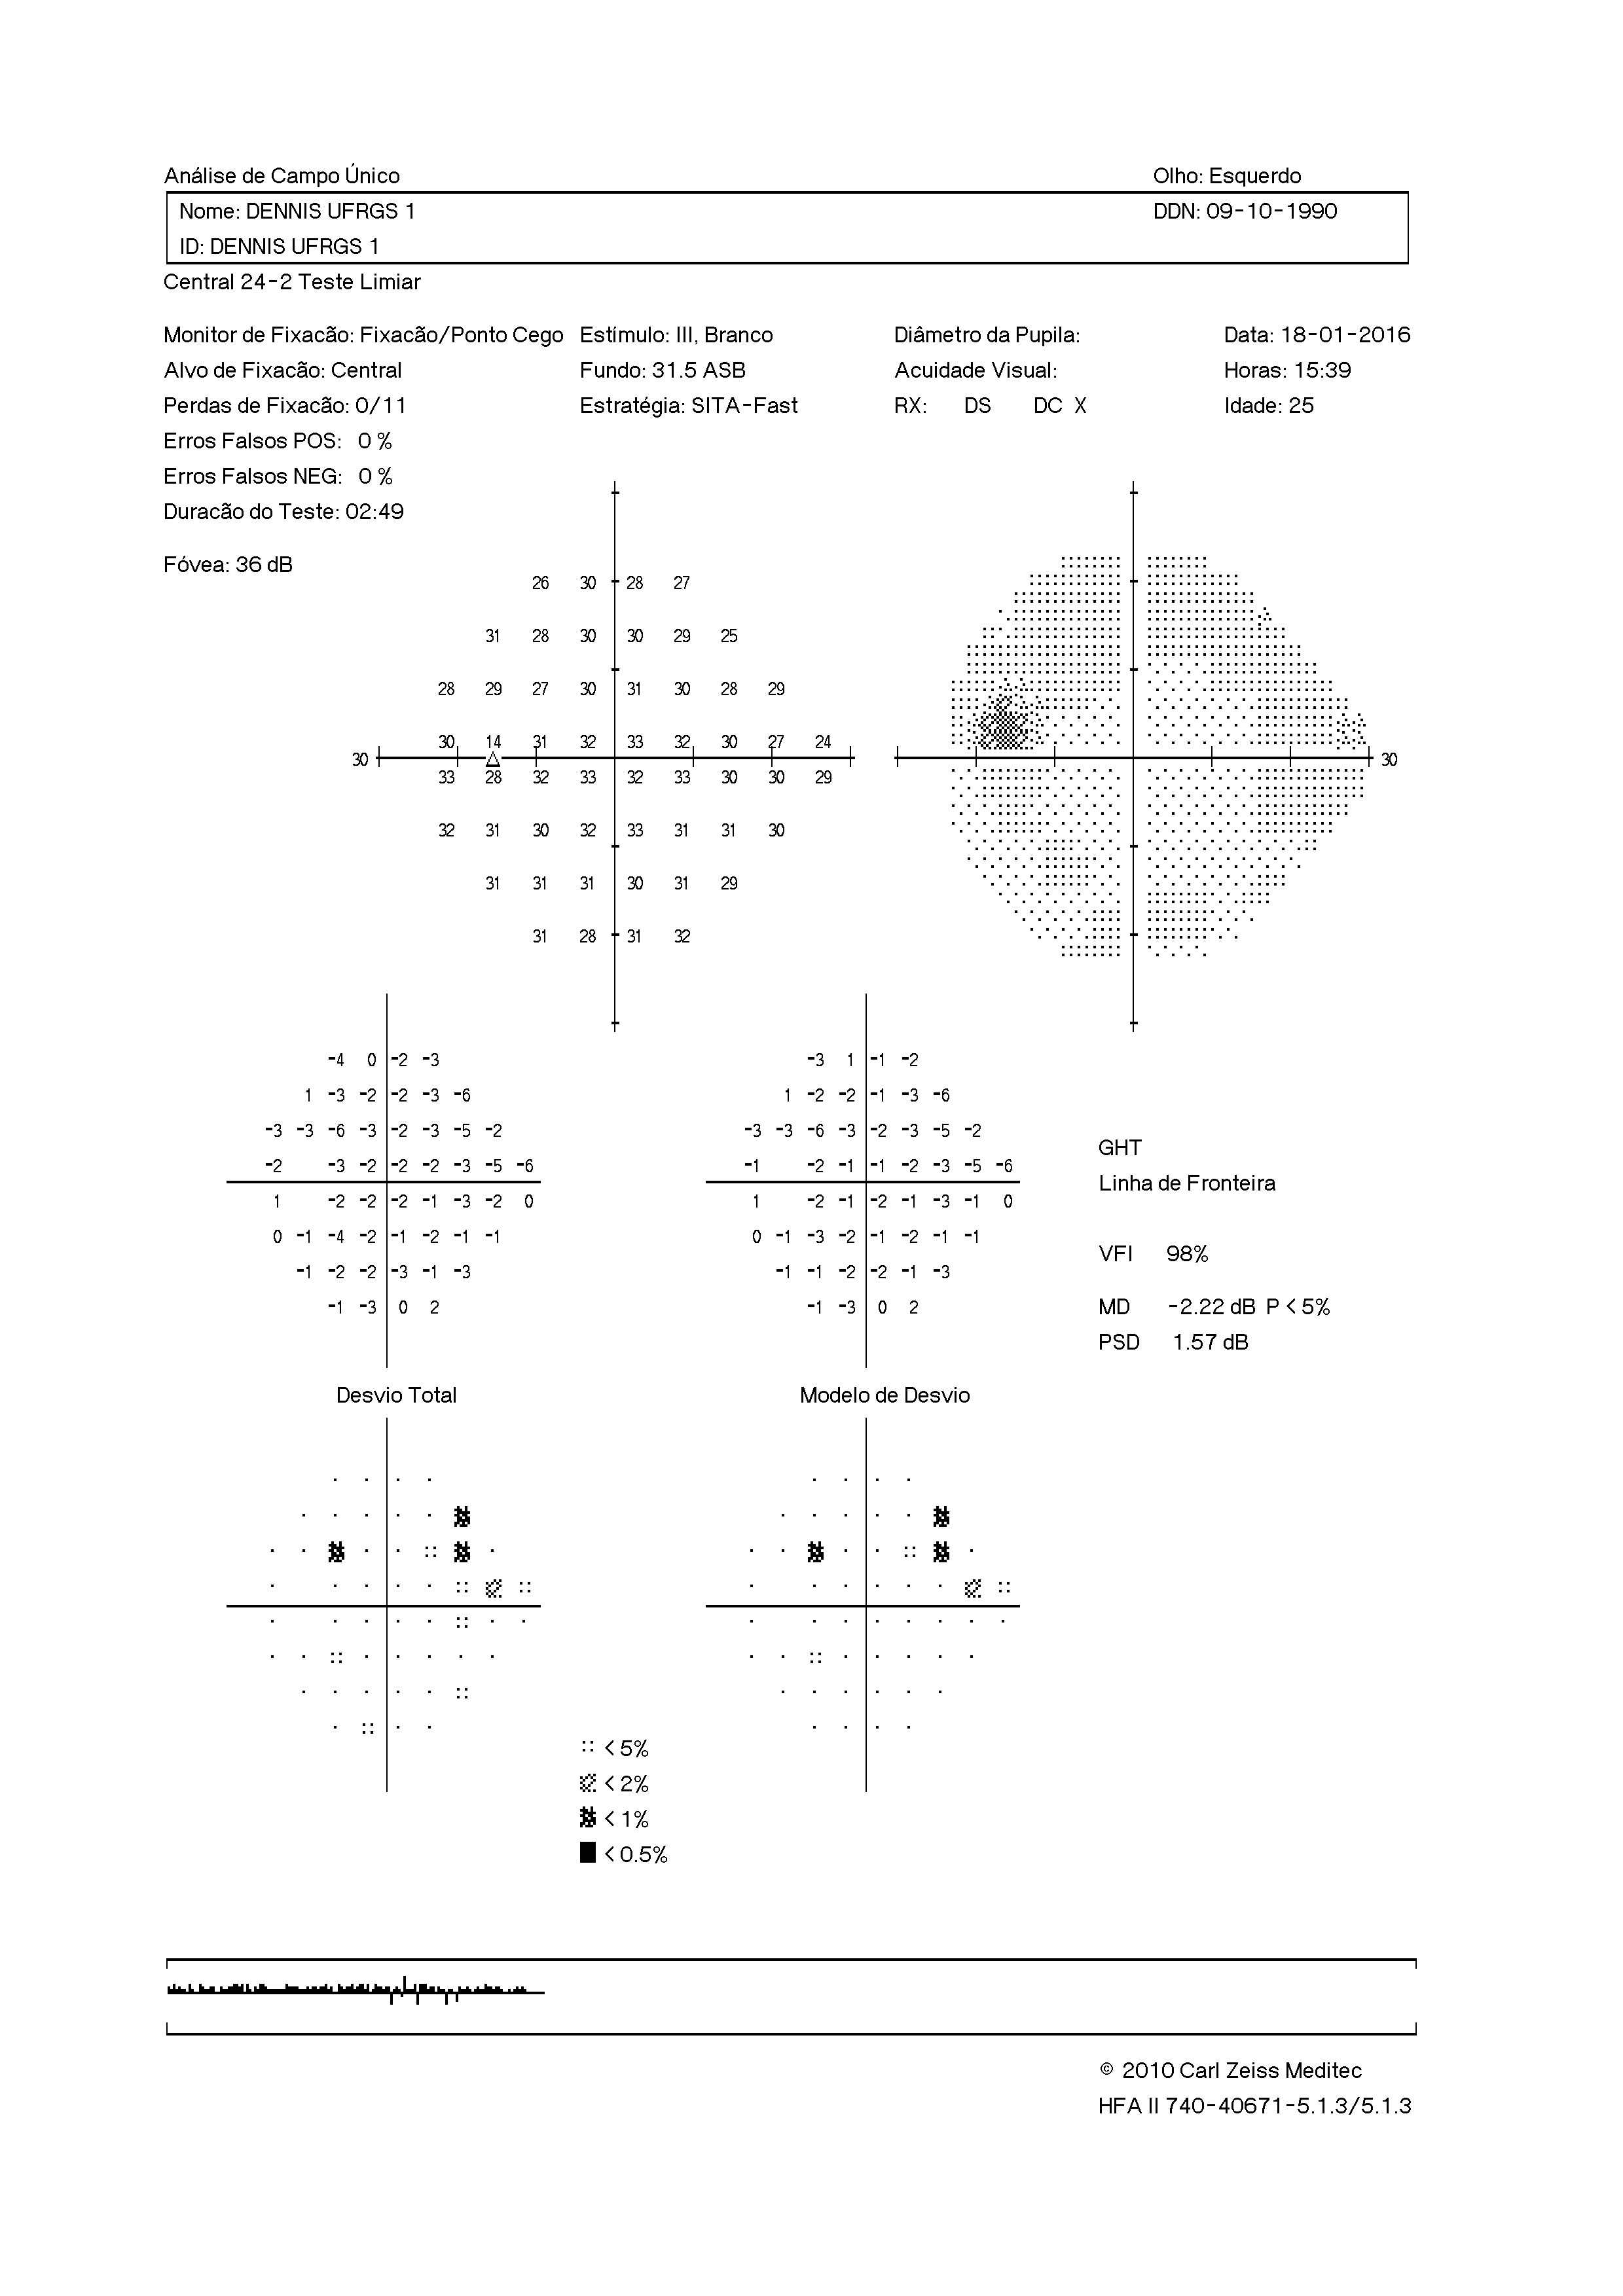 Análise de Campo Único Olho: Esquerdo
Nome: DENNIS UFRGS 1 DDN: 09-10-1990
ID: DENNIS UFRGS 1
Central 24-2 Teste Limiar
Monitor de Fixacão: Fixacão/Ponto Cego Estímulo: III, Branco Diâmetro da Pupila: Data: 18-01-2016
Alvo de Fixacão: Central Fundo: 31.5 ASB Acuidade Visual: Horas: 15:39
Perdas de Fixacão: 0/11 Estratégia: SITA-Fast RX: DS DC X Idade: 25
Erros Falsos POS: 0 %
Erros Falsos NEG: 0 %
Duracão do Teste: 02:49
Fóvea: 36 dB
26 30 28 27
31 28 30 30 29 25
28 29 27 30 31 30 28 29
30 14 31 32 33 32 30 27 24
30 30
33 28 32 33 32 33 30 30 29
32 31 30 32 33 31 31 30
31 31 31 30 31 29
31 28 31 32
-4 0 -2 -3 -3 1 -1 -2
1 -3 -2 -2 -3 -6 1 -2 -2 -1 -3 -6
-3 -3 -6 -3 -2 -3 -5 -2 -3 -3 -6 -3 -2 -3 -5 -2
GHT
-2 -3 -2 -2 -2 -3 -5 -6 -1 -2 -1 -1 -2 -3 -5 -6
Linha de Fronteira
1 -2 -2 -2 -1 -3 -2 0 1 -2 -1 -2 -1 -3 -1 0
0 -1 -4 -2 -1 -2 -1 -1 0 -1 -3 -2 -1 -2 -1 -1
VFI 98%
-1 -2 -2 -3 -1 -3 -1 -1 -2 -2 -1 -3
-1 -3 0 2 -1 -3 0 2 MD -2.22 dB P < 5%
PSD 1.57 dB
Desvio Total Modelo de Desvio
< 5%
< 2%
< 1%
< 0.5%
© 2010 Carl Zeiss Meditec
HFA II 740-40671-5.1.3/5.1.3